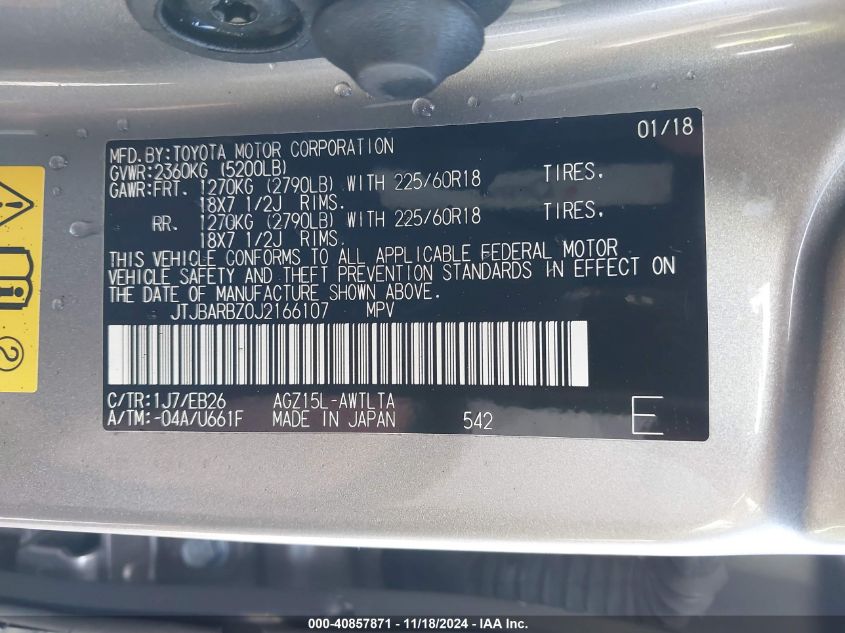 01/18
MFD.BY:TOYOTA MOTOR CORPORATION
GVWR:2360KG (5200LB)
GAWR:FRT. 1270KG (2790LB) WITH 225/60R18 TIRES.
18X7 1/2J RIMS.
RR. 1270KG (2790LB) WITH 225/60R18 TIRES.
18X7 1/2J RIMS.
THIS VEHICLE CONFORMS TO ALL APPLICABLE FEDERAL MOTOR
VEHICLE SAFETY AND THEFT PREVENTION STANDARDS IN EFFECT ON
THE DATE OF MANUFACTURE SHOWN ABOVE.
JTJBARBZ0J2166107 MPV
C/TR:1J7/EB26 AGZ15L-AWTLTA
A/TM:-04A/U661F MADE IN JAPAN 542 E
2
000-40857871 - 11/18/2024 - IAA Inc.